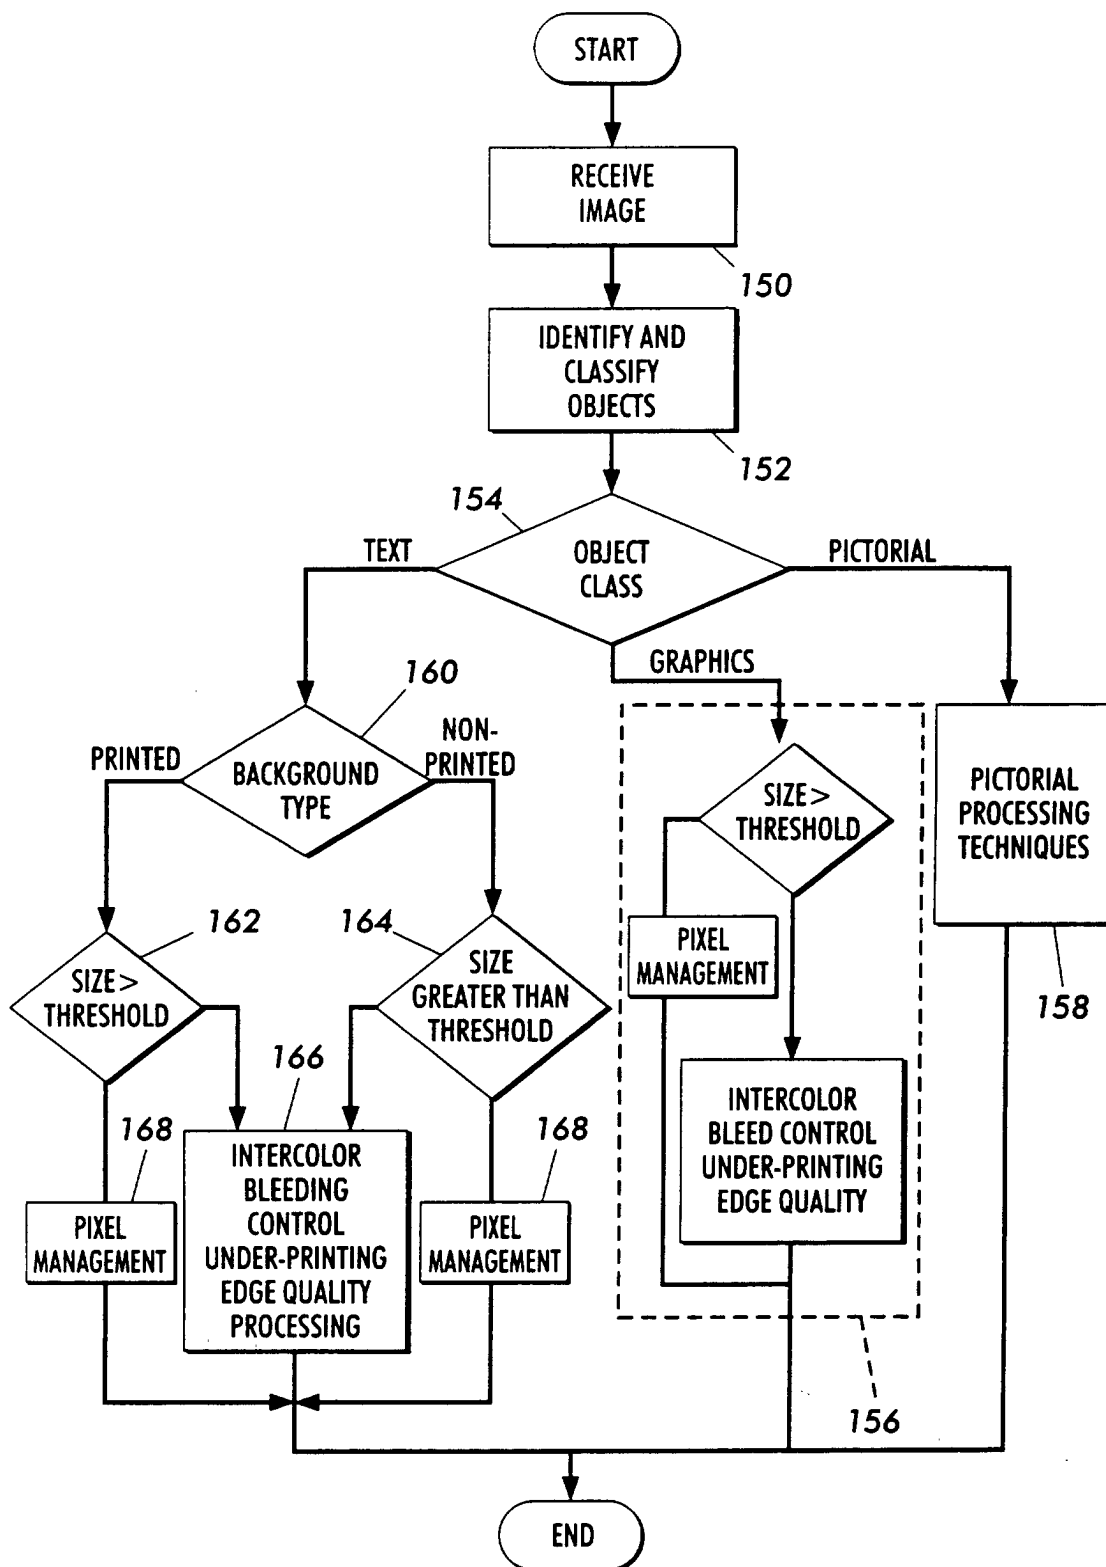 START
RECEIVE
IMAGE
150
IDENTIFY AND
CLASSIFY
OBJECTS
152
154
TEXT
OBJECT
CLASS
PICTORIAL
GRAPHICS
160
PRINTED
BACKGROUND
TYPE
NON-
PRINTED
SIZE >
THRESHOLD
PICTORIAL
PROCESSING
TECHNIQUES
158
162
SIZE >
THRESHOLD
164
SIZE
GREATER THAN
THRESHOLD
PIXEL
MANAGEMENT
166
168
PIXEL
MANAGEMENT
INTERCOLOR
BLEEDING
CONTROL
UNDER-PRINTING
EDGE QUALITY
PROCESSING
168
PIXEL
MANAGEMENT
INTERCOLOR
BLEED CONTROL
UNDER-PRINTING
EDGE QUALITY
156
END